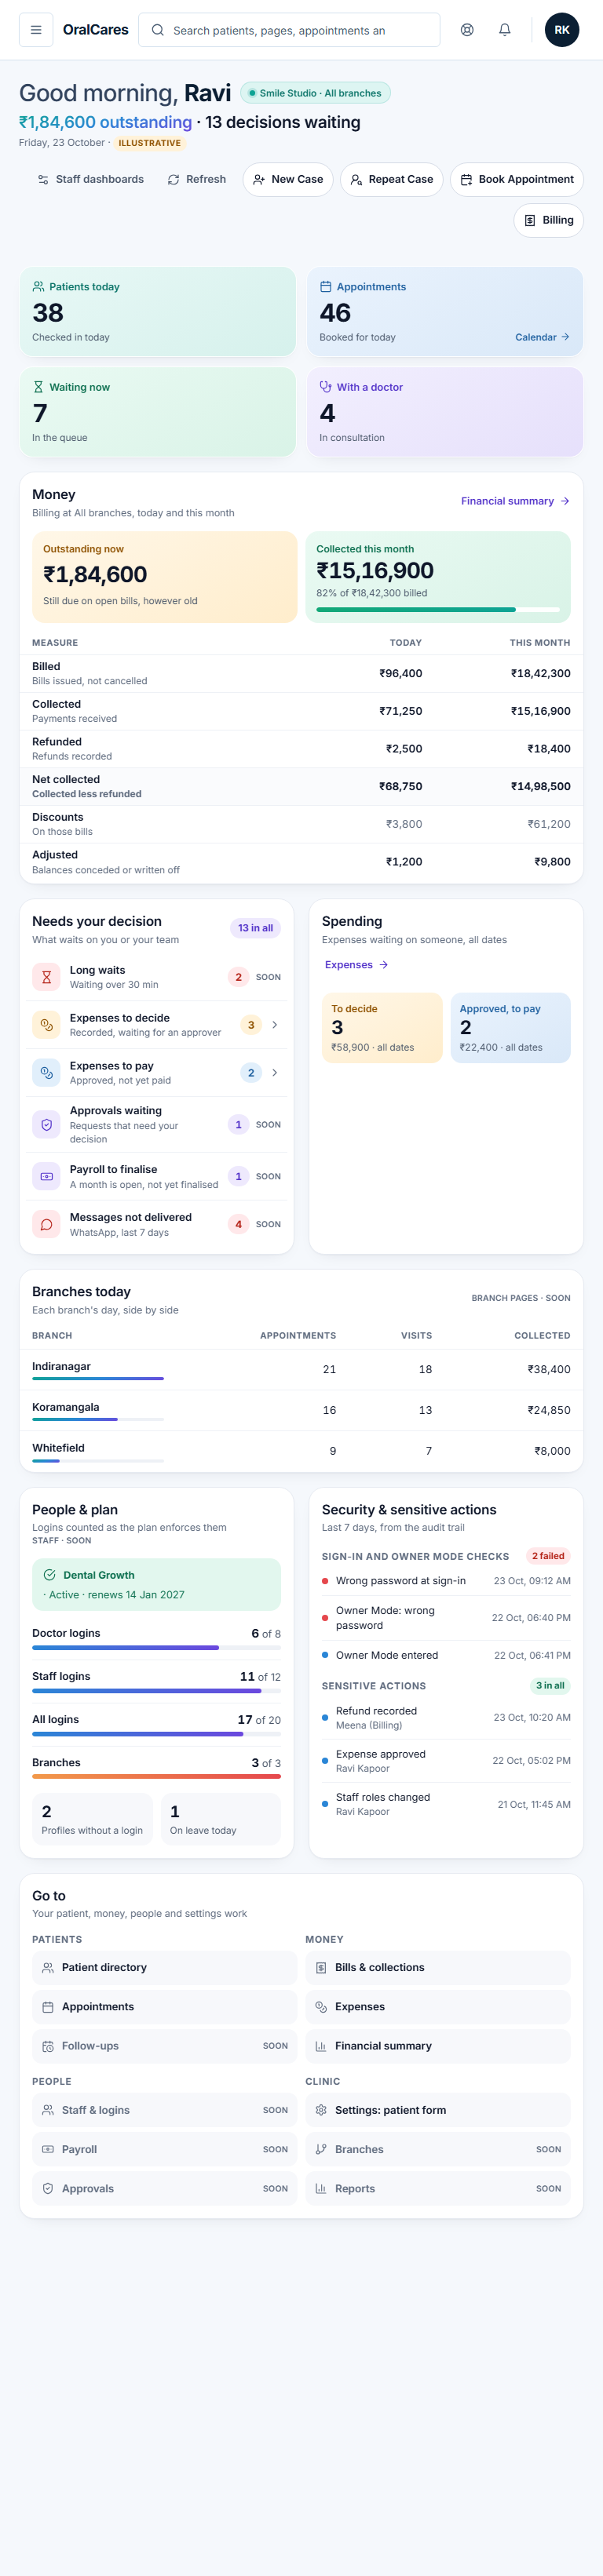 OralCares
Search patients, pages, appointments an
RK
Good morning, Ravi
Smile Studio · All branches
₹1,84,600 outstanding · 13 decisions waiting
Friday, 23 October · ILLUSTRATIVE
Staff dashboards
Refresh
New Case
Repeat Case
Book Appointment
Billing
Patients today
38
Checked in today
Appointments
46
Booked for today
Calendar →
Waiting now
7
In the queue
With a doctor
4
In consultation
Money
Billing at All branches, today and this month
Financial summary →
Outstanding now
₹1,84,600
Still due on open bills, however old
Collected this month
₹15,16,900
82% of ₹18,42,300 billed
MEASURE TODAY THIS MONTH
Billed
Bills issued, not cancelled
₹96,400 ₹18,42,300
Collected
Payments received
₹71,250 ₹15,16,900
Refunded
Refunds recorded
₹2,500 ₹18,400
Net collected
Collected less refunded
₹68,750 ₹14,98,500
Discounts
On those bills
₹3,800 ₹61,200
Adjusted
Balances conceded or written off
₹1,200 ₹9,800
Needs your decision
What waits on you or your team
13 in all
Long waits
Waiting over 30 min
2 SOON
Expenses to decide
Recorded, waiting for an approver
3
Expenses to pay
Approved, not yet paid
2
Approvals waiting
Requests that need your
decision
1 SOON
Payroll to finalise
A month is open, not yet finalised
1 SOON
Messages not delivered
WhatsApp, last 7 days
4 SOON
Spending
Expenses waiting on someone, all dates
Expenses →
To decide
3
₹58,900 · all dates
Approved, to pay
2
₹22,400 · all dates
Branches today
Each branch's day, side by side
BRANCH PAGES · SOON
BRANCH APPOINTMENTS VISITS COLLECTED
Indiranagar 21 18 ₹38,400
Koramangala 16 13 ₹24,850
Whitefield 9 7 ₹8,000
People & plan
Logins counted as the plan enforces them
STAFF · SOON
Dental Growth
· Active · renews 14 Jan 2027
Doctor logins 6 of 8
Staff logins 11 of 12
All logins 17 of 20
Branches 3 of 3
2
Profiles without a login
1
On leave today
Security & sensitive actions
Last 7 days, from the audit trail
SIGN-IN AND OWNER MODE CHECKS 2 failed
Wrong password at sign-in 23 Oct, 09:12 AM
Owner Mode: wrong
password
22 Oct, 06:40 PM
Owner Mode entered 22 Oct, 06:41 PM
SENSITIVE ACTIONS 3 in all
Refund recorded
Meena (Billing)
23 Oct, 10:20 AM
Expense approved
Ravi Kapoor
22 Oct, 05:02 PM
Staff roles changed
Ravi Kapoor
21 Oct, 11:45 AM
Go to
Your patient, money, people and settings work
PATIENTS
Patient directory
Appointments
Follow-ups SOON
MONEY
Bills & collections
Expenses
Financial summary
PEOPLE
Staff & logins SOON
Payroll SOON
Approvals SOON
CLINIC
Settings: patient form
Branches SOON
Reports SOON